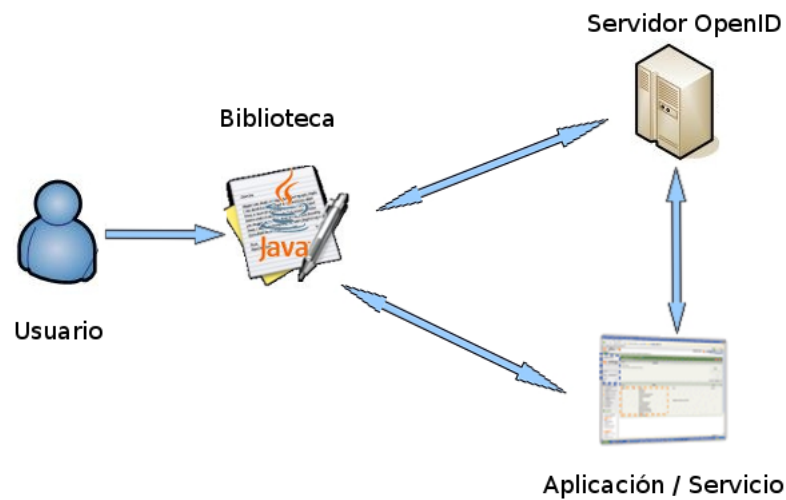 Servidor OpenID
Biblioteca
Java
Usuario
Aplicación / Servicio